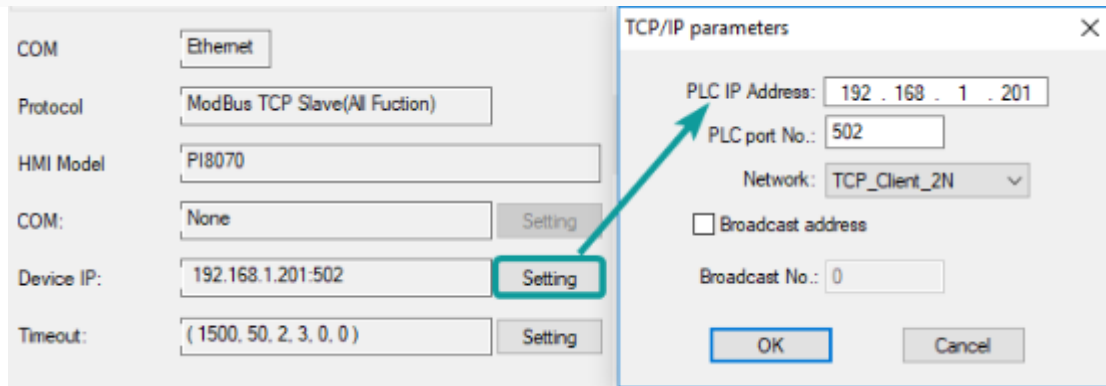 COM Ethernet
Protocol ModBus TCP Slave(All Fuction)
HMI Model PI8070
COM: None Setting
Device IP: 192.168.1.201:502 Setting
Timeout: ( 1500, 50, 2, 3, 0, 0 ) Setting
TCP/IP parameters
PLC IP Address: 192 . 168 . 1 . 201
PLC port No.: 502
Network: TCP_Client_2N
Broadcast address
Broadcast No.: 0
OK Cancel